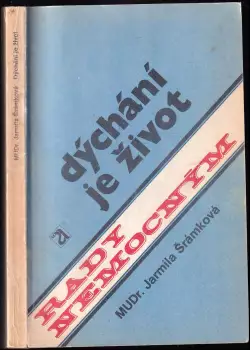 MUDr. Jarmila Šrámková Dýchání je život
dýchání
je život
RADY
NEMOCNÝM
MUDr. Jarmila Šrámková